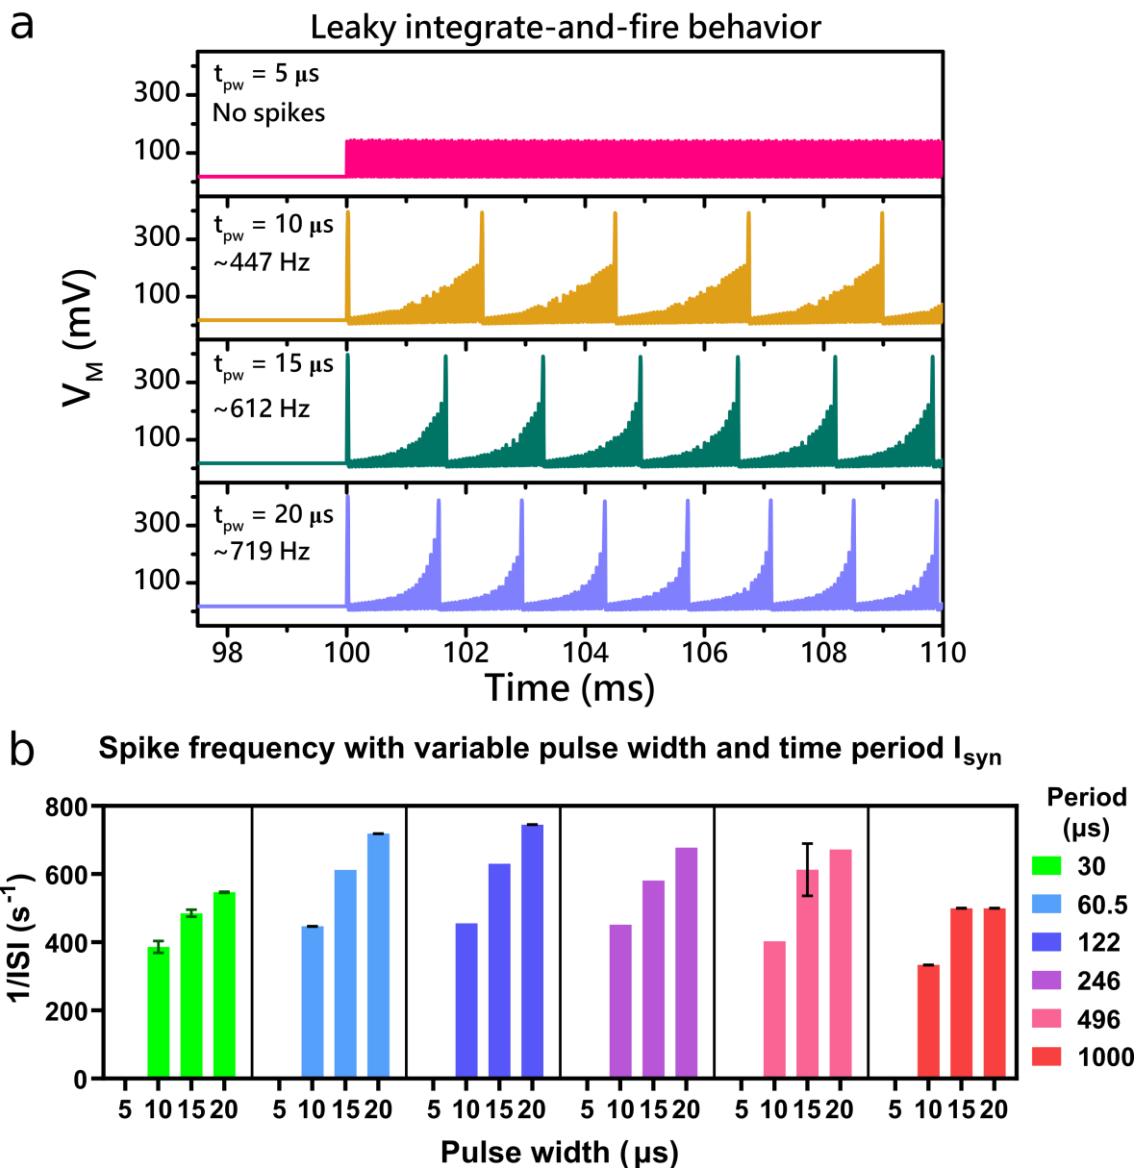 a
Leaky integrate-and-fire behavior
t_pw = 5 µs
No spikes
300
100
t_pw = 10 µs
~447 Hz
300
100
t_pw = 15 µs
~612 Hz
300
100
t_pw = 20 µs
~719 Hz
300
100
V_M (mV)
98 100 102 104 106 108 110
Time (ms)
b
Spike frequency with variable pulse width and time period I_syn
1/ISI (s⁻¹)
800
600
400
200
0
5 10 15 20 5 10 15 20 5 10 15 20 5 10 15 20 5 10 15 20 5 10 15 20
Pulse width (µs)
Period
(µs)
30
60.5
122
246
496
1000